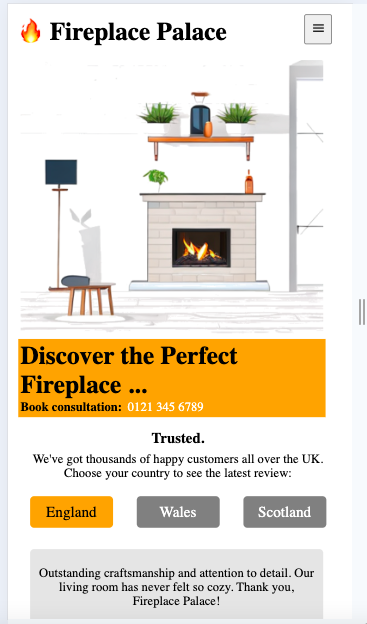 Fireplace Palace
Discover the Perfect
Fireplace ...
Book consultation: 0121 345 6789
Trusted.
We've got thousands of happy customers all over the UK.
Choose your country to see the latest review:
England
Wales
Scotland
Outstanding craftsmanship and attention to detail. Our
living room has never felt so cozy. Thank you,
Fireplace Palace!